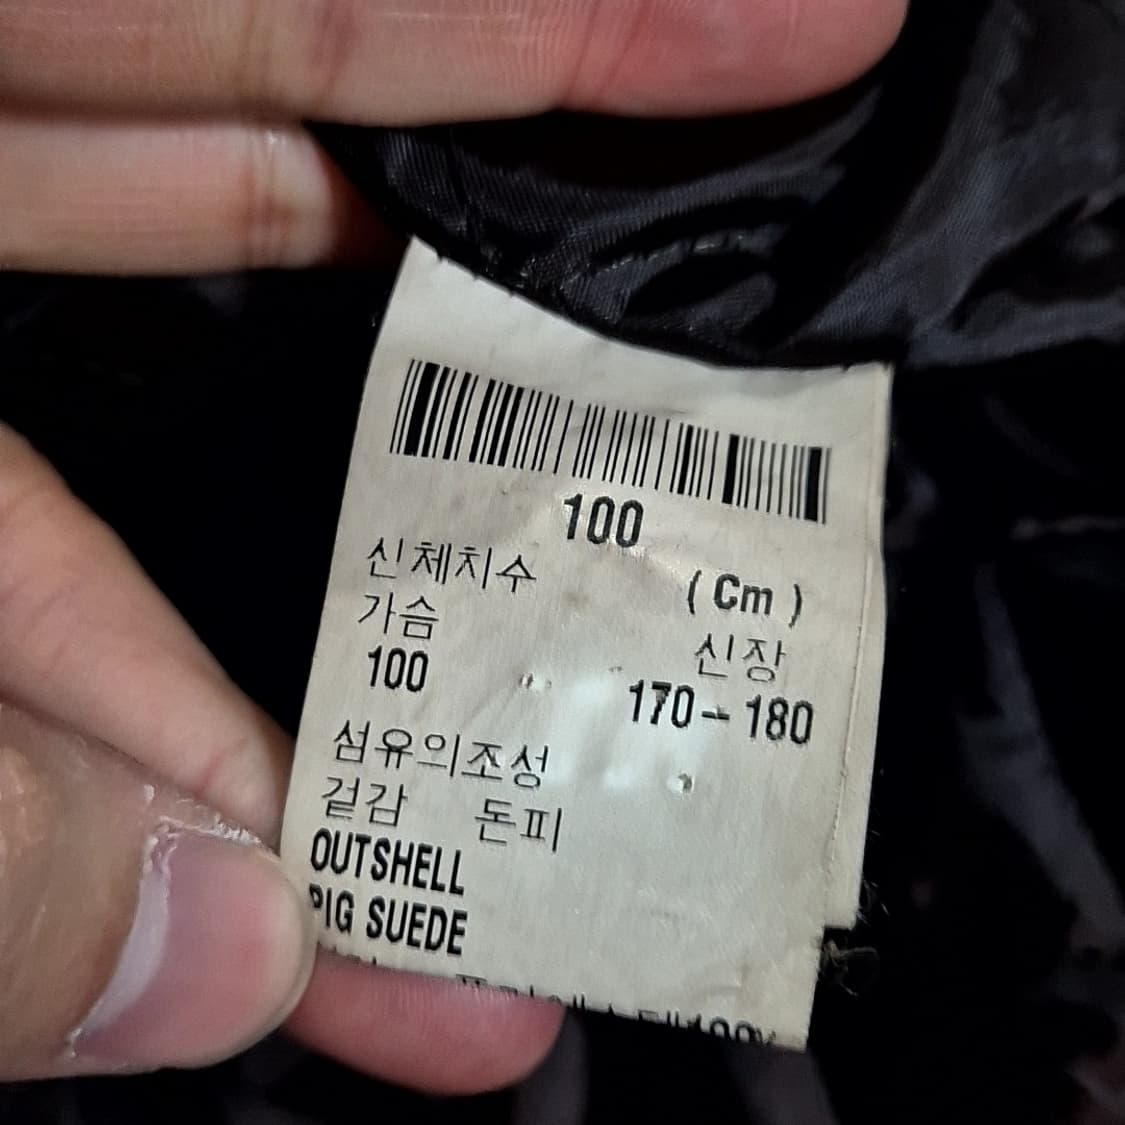 100
신체치수 (Cm)
가슴 신장
100 170-180
섬유의조성
겉감 돈피
OUTSHELL
PIG SUEDE